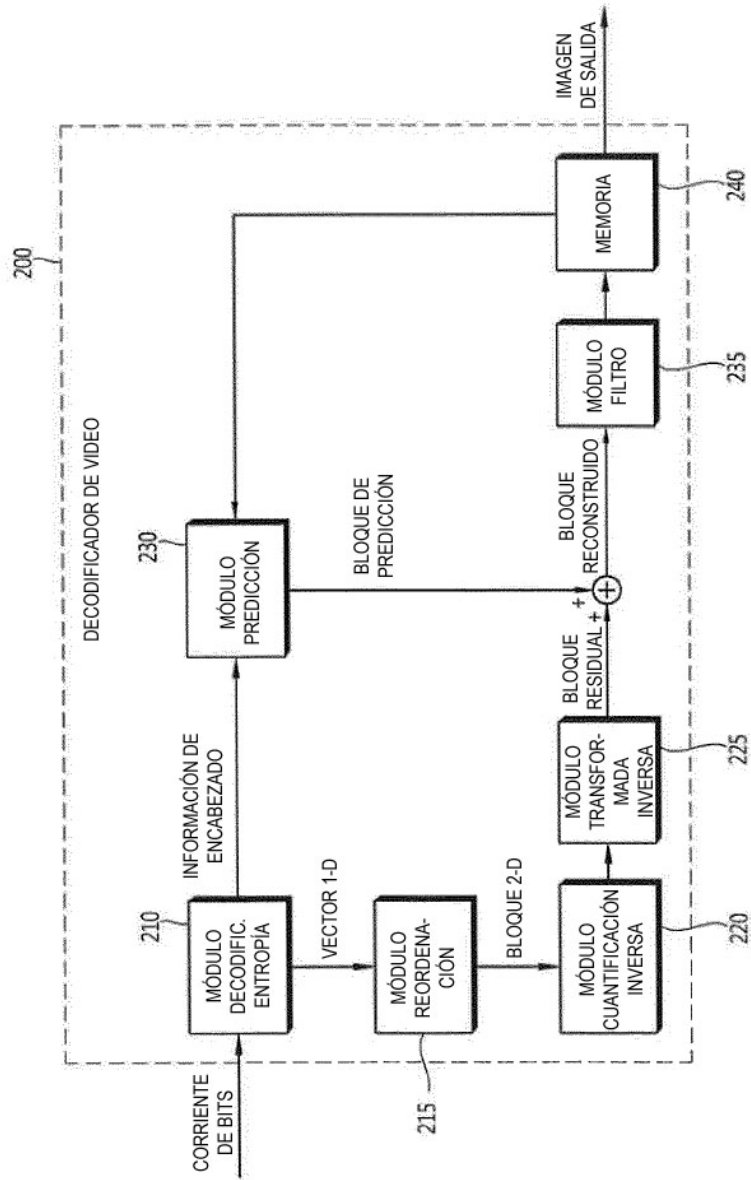 200
DECODIFICADOR DE VIDEO
CORRIENTE
DE BITS
210
MÓDULO
DECODIFIC.
ENTROPÍA
INFORMACIÓN DE
ENCABEZADO
230
MÓDULO
PREDICCIÓN
VECTOR 1-D
BLOQUE DE
PREDICCIÓN
MÓDULO
REORDENA-
CIÓN
215
BLOQUE 2-D
MÓDULO
CUANTIFICACIÓN
INVERSA
220
MÓDULO
TRANSFOR-
MADA
INVERSA
225
BLOQUE
RESIDUAL
+
+
+
BLOQUE
RECONSTRUIDO
MÓDULO
FILTRO
235
MEMORIA
240
IMAGEN
DE SALIDA